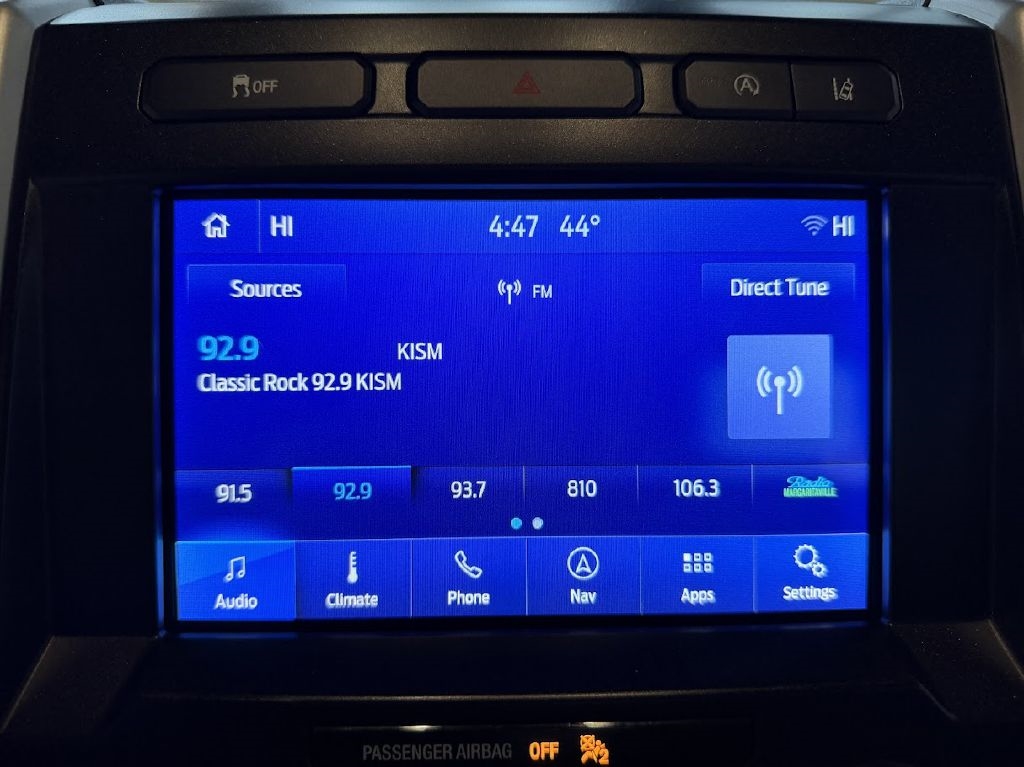 OFF
A
HI 4:47 44° HI
Sources FM Direct Tune
92.9 KISM
Classic Rock 92.9 KISM
91.5 92.9 93.7 810 106.3 Radio
MARGARITAVILLE
Audio Climate Phone Nav Apps Settings
PASSENGER AIRBAG OFF 2